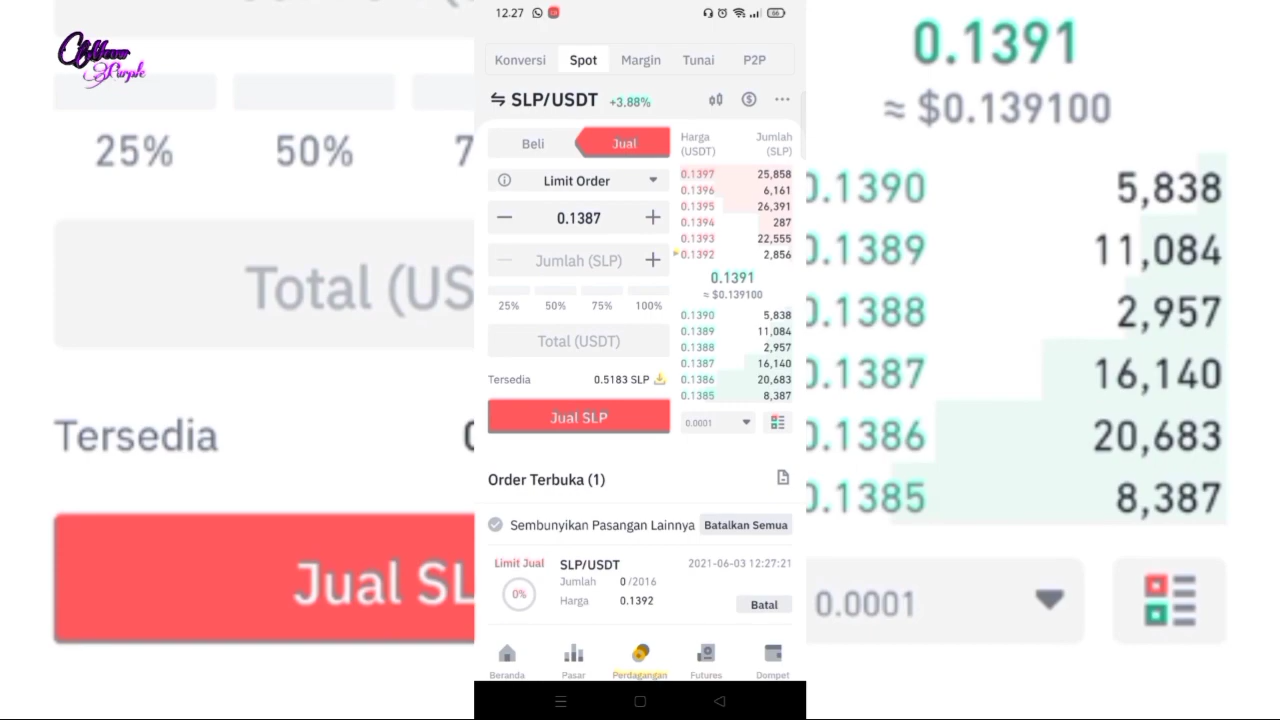 Purple
12.27
66
Konversi Spot Margin Tunai P2P
SLP/USDT +3.88%
Beli Jual
Limit Order
0.1387
Jumlah (SLP)
25% 50% 75% 100%
Total (USDT)
Tersedia 0.5183 SLP
Jual SLP
Harga (USDT) Jumlah (SLP)
0.1397 25,858
0.1396 6,161
0.1395 26,391
0.1394 287
0.1393 22,555
0.1392 2,856
0.1391
≈ $0.139100
0.1390 5,838
0.1389 11,084
0.1388 2,957
0.1387 16,140
0.1386 20,683
0.1385 8,387
0.0001
Order Terbuka (1)
Sembunyikan Pasangan Lainnya Batalkan Semua
Limit Jual SLP/USDT 2021-06-03 12:27:21
0% Jumlah 0/2016
Harga 0.1392 Batal
Beranda Pasar Perdagangan Futures Dompet
25% 50% 7
Total (US
Tersedia 0
Jual SL
0.1391
≈ $0.139100
0.1390 5,838
0.1389 11,084
0.1388 2,957
0.1387 16,140
0.1386 20,683
0.1385 8,387
0.0001